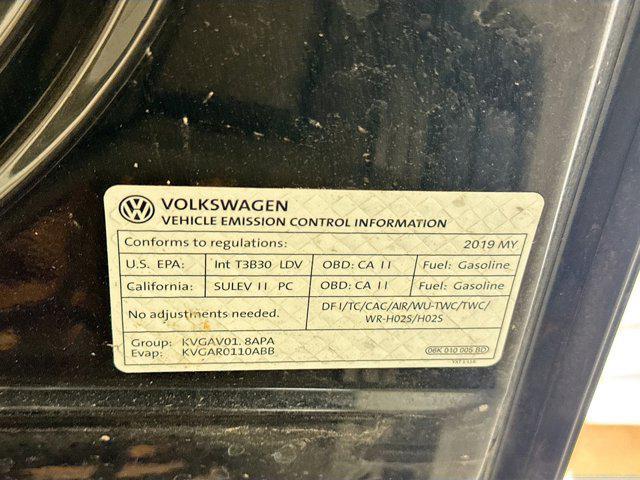 VOLKSWAGEN
VEHICLE EMISSION CONTROL INFORMATION
Conforms to regulations: 2019 MY
U.S. EPA: Int T3B30 LDV OBD: CA II Fuel: Gasoline
California: SULEV II PC OBD: CA II Fuel: Gasoline
No adjustments needed. DFI/TC/CAC/AIR/WU-TWC/TWC/
WR-HO2S/HO2S
Group: KVGAV01.8APA
Evap: KVGAR0110ABB
06K 010 005 BD